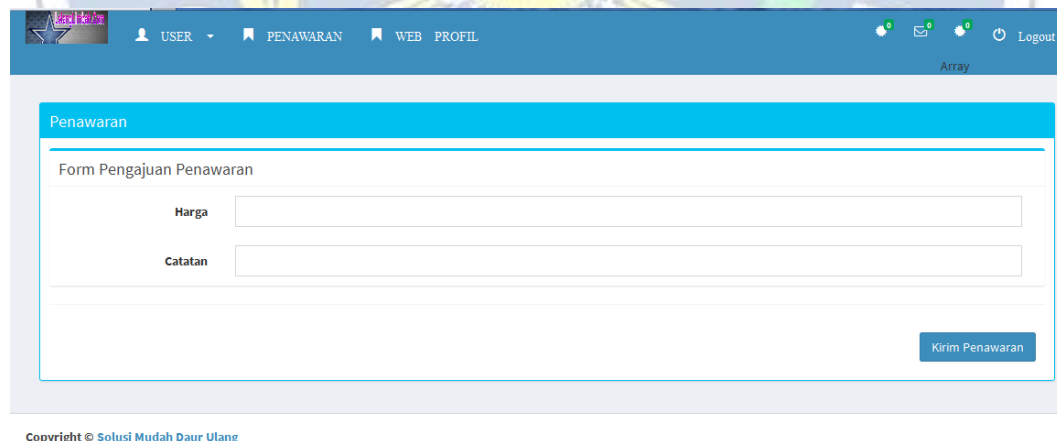 USER PENAWARAN WEB PROFIL 0 0 0 Logout
Array
Penawaran
Form Pengajuan Penawaran
Harga
Catatan
Kirim Penawaran
Copyright © Solusi Mudah Daur Ulang